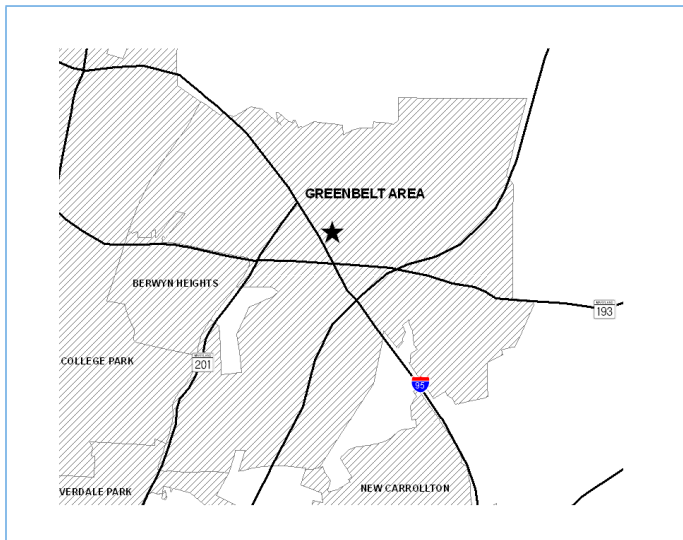 GREENBELT AREA
BERWYN HEIGHTS
193
COLLEGE PARK
201
95
VERDALE PARK
NEW CARROLLTON